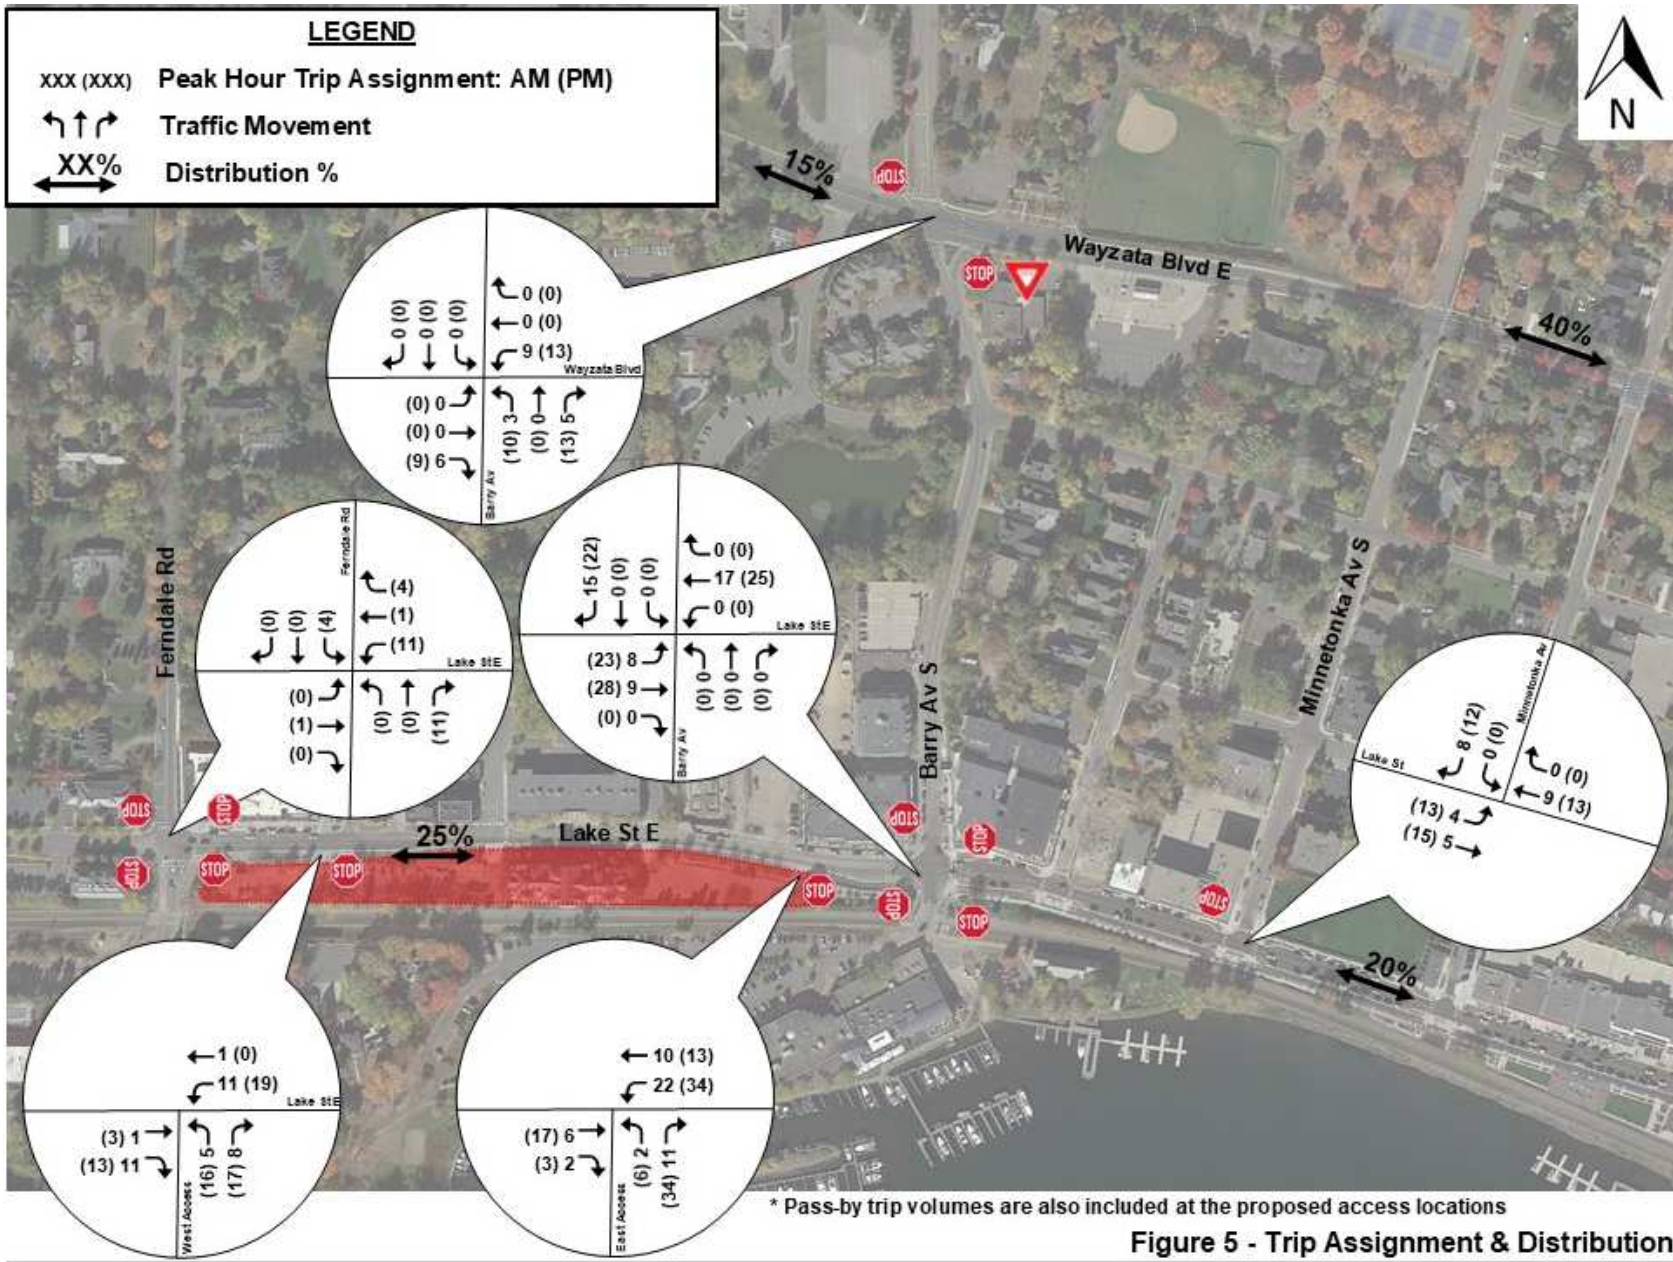 LEGEND
XXX (XXX) Peak Hour Trip Assignment: AM (PM)
Traffic Movement
XX%
Distribution %
N
15%
STOP
Wayzata Blvd E
STOP
40%
0 (0)
0 (0)
0 (0)
0 (0)
0 (0)
9 (13)
Wayzata Blvd
(0) 0
(0) 0
(9) 6
(10) 3
(0) 0
(13) 5
Barry Av
Ferndale Rd
Ferndale Rd
(4)
(1)
(11)
(0)
(0)
(4)
Lake St E
(0)
(1)
(0)
(0)
(0)
(11)
15 (22)
0 (0)
0 (0)
0 (0)
17 (25)
0 (0)
Lake St E
(23) 8
(28) 9
(0) 0
(0) 0
(0) 0
(0) 0
Barry Av
Barry Av S
Minnetonka Av S
Minnetonka Av
8 (12)
0 (0)
0 (0)
9 (13)
Lake St
(13) 4
(15) 5
STOP
STOP
STOP
STOP
STOP
25%
Lake St E
STOP
STOP
STOP
STOP
STOP
STOP
20%
1 (0)
11 (19)
Lake St E
(3) 1
(13) 11
(16) 5
(17) 8
West Access
10 (13)
22 (34)
(17) 6
(3) 2
(6) 2
(34) 11
East Access
* Pass-by trip volumes are also included at the proposed access locations
Figure 5 - Trip Assignment & Distribution